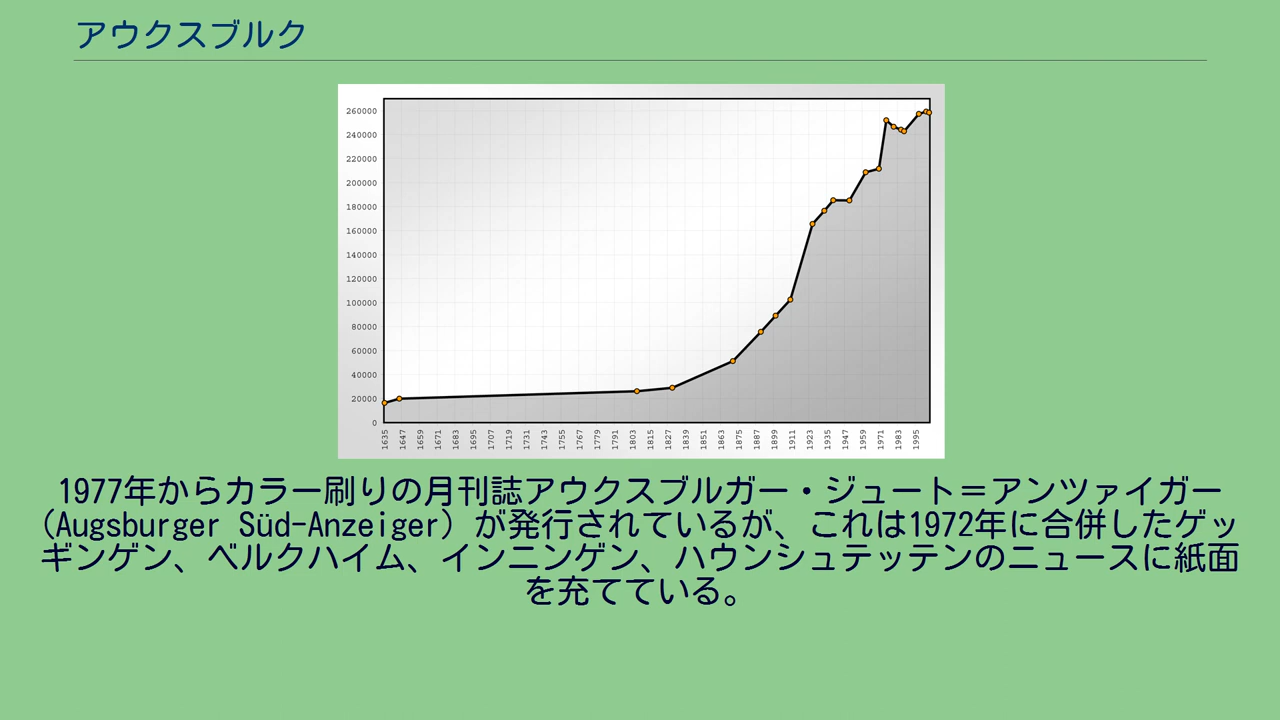 アウクスブルク
260000
240000
220000
200000
180000
160000
140000
120000
100000
80000
60000
40000
20000
0
1635 1647 1659 1671 1683 1695 1707 1719 1731 1743 1755 1767 1779 1791 1803 1815 1827 1839 1851 1863 1875 1887 1899 1911 1923 1935 1947 1959 1971 1983 1995
1977年からカラー刷りの月刊誌アウクスブルガー・ジュート＝アンツァイガー
(Augsburger Süd-Anzeiger) が発行されているが、これは1972年に合併したゲッ
ギンゲン、ベルクハイム、インニンゲン、ハウンシュテッテンのニュースに紙面
を充てている。